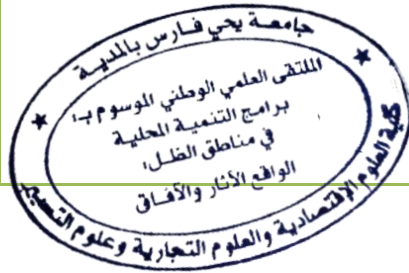 جامعة يحي فارس بالمدية
الملتقى العلمي الوطني الموسوم بـ:
برامج التنمية المحلية
في مناطق الظل:
الواقع الآثار والآفاق
كلية العلوم الإقتصادية والعلوم التجارية وعلوم التسيير